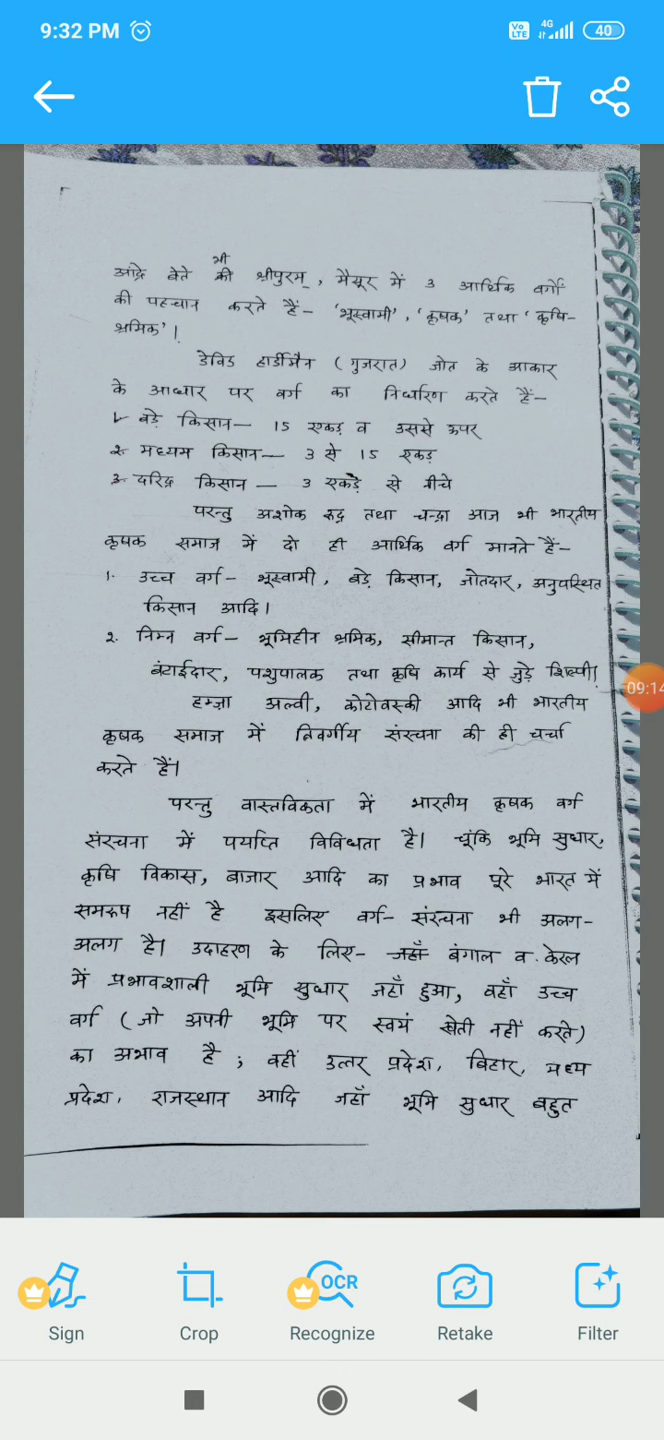 9:32 PM
Vo LTE
4G
40
भी
आंद्रे बेते की श्रीपुरम्, मैसूर में 3 आर्थिक वर्गों
की पहचान करते हैं- 'भूस्वामी', 'कृषक' तथा 'कृषि-
श्रमिक'।
डेविड हार्डीमैन (गुजरात) जोत के आकार
के आधार पर वर्ग का निर्धारण करते हैं-
1. बड़े किसान- 15 एकड़ व उससे ऊपर
2. मध्यम किसान- 3 से 15 एकड़
3. दरिद्र किसान - 3 एकड़े से नीचे
परन्तु अशोक रुद्र तथा चन्द्रा आज भी भारतीय
कृषक समाज में दो ही आर्थिक वर्ग मानते हैं-
1. उच्च वर्ग- भूस्वामी, बड़े किसान, जोतदार, अनुपस्थित
किसान आदि।
2. निम्न वर्ग- भूमिहीन श्रमिक, सीमान्त किसान,
बंटाईदार, पशुपालक तथा कृषि कार्य से जुड़े शिल्पी।
हम्ज़ा अल्वी, कोटोवस्की आदि भी भारतीय
कृषक समाज में त्रिवर्गीय संरचना की ही चर्चा
करते हैं।
परन्तु वास्तविकता में भारतीय कृषक वर्ग
संरचना में पर्याप्त विविधता है। चूंकि भूमि सुधार,
कृषि विकास, बाजार आदि का प्रभाव पूरे भारत में
समरूप नहीं है इसलिए वर्ग- संरचना भी अलग-
अलग है। उदाहरण के लिए- जहाँ बंगाल व केरल
में प्रभावशाली भूमि सुधार जहाँ हुआ, वहाँ उच्च
वर्ग (जो अपनी भूमि पर स्वयं खेती नहीं करते)
का अभाव है ; वहीं उत्तर प्रदेश, बिहार, मध्य
प्रदेश, राजस्थान आदि जहाँ भूमि सुधार बहुत
09:14
Sign
Crop
OCR
Recognize
Retake
Filter